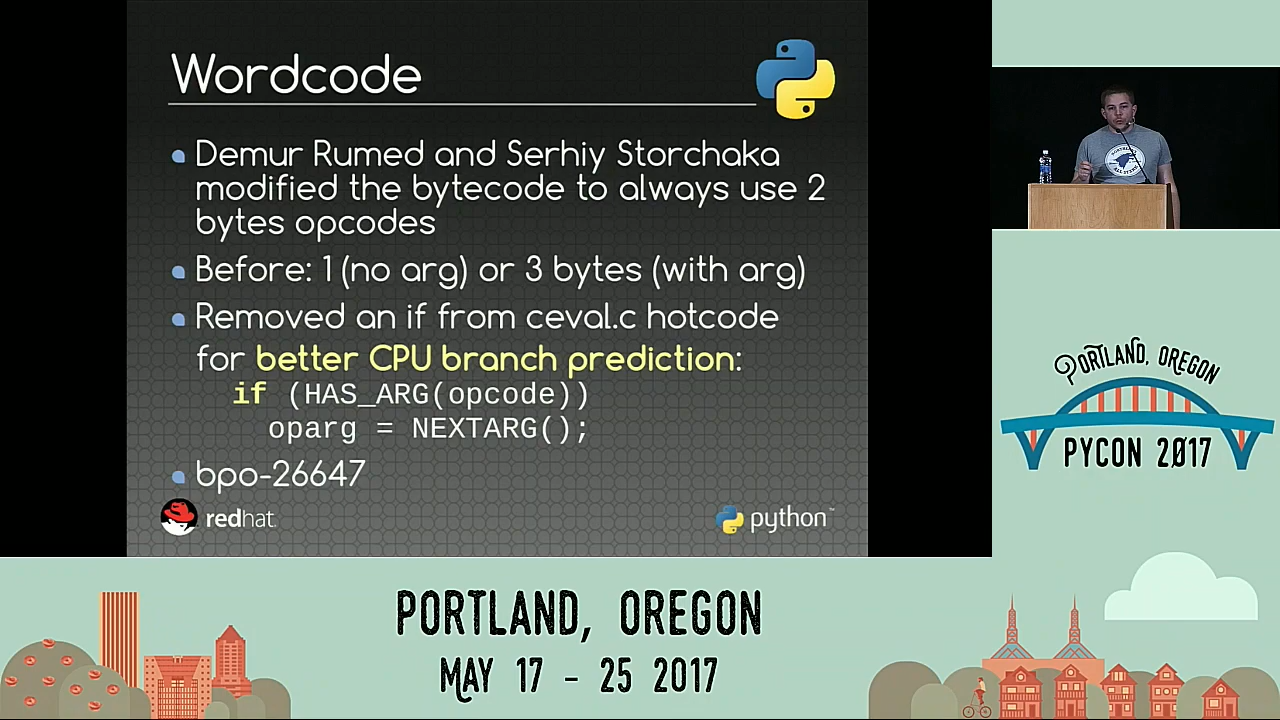 Wordcode
Demur Rumed and Serhiy Storchaka
modified the bytecode to always use 2
bytes opcodes
Before: 1 (no arg) or 3 bytes (with arg)
Removed an if from ceval.c hotcode
for better CPU branch prediction:
if (HAS_ARG(opcode))
oparg = NEXTARG();
bpo-26647
redhat.
python™
PORTLAND, OREGON
PYCON 2017
PORTLAND, OREGON
MAY 17 - 25 2017